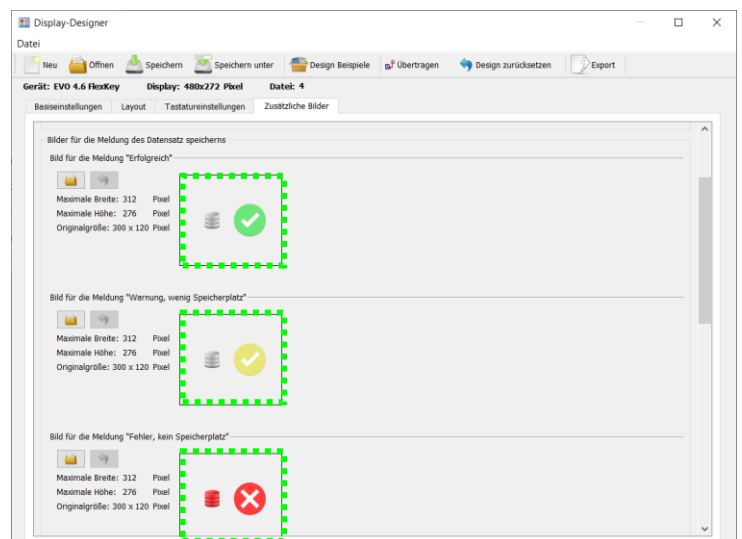 Display-Designer
Datei
Neu Öffnen Speichern Speichern unter Design Beispiele Übertragen Design zurücksetzen Export
Gerät: EVO 4.6 FlexKey Display: 480x272 Pixel Datei: 4
Basiseinstellungen Layout Tastatureinstellungen Zusätzliche Bilder
Bilder für die Meldung des Datensatz speicherns
Bild für die Meldung "Erfolgreich"
Maximale Breite: 312 Pixel
Maximale Höhe: 276 Pixel
Originalgröße: 300 x 120 Pixel
Bild für die Meldung "Warnung, wenig Speicherplatz"
Maximale Breite: 312 Pixel
Maximale Höhe: 276 Pixel
Originalgröße: 300 x 120 Pixel
Bild für die Meldung "Fehler, kein Speicherplatz"
Maximale Breite: 312 Pixel
Maximale Höhe: 276 Pixel
Originalgröße: 300 x 120 Pixel